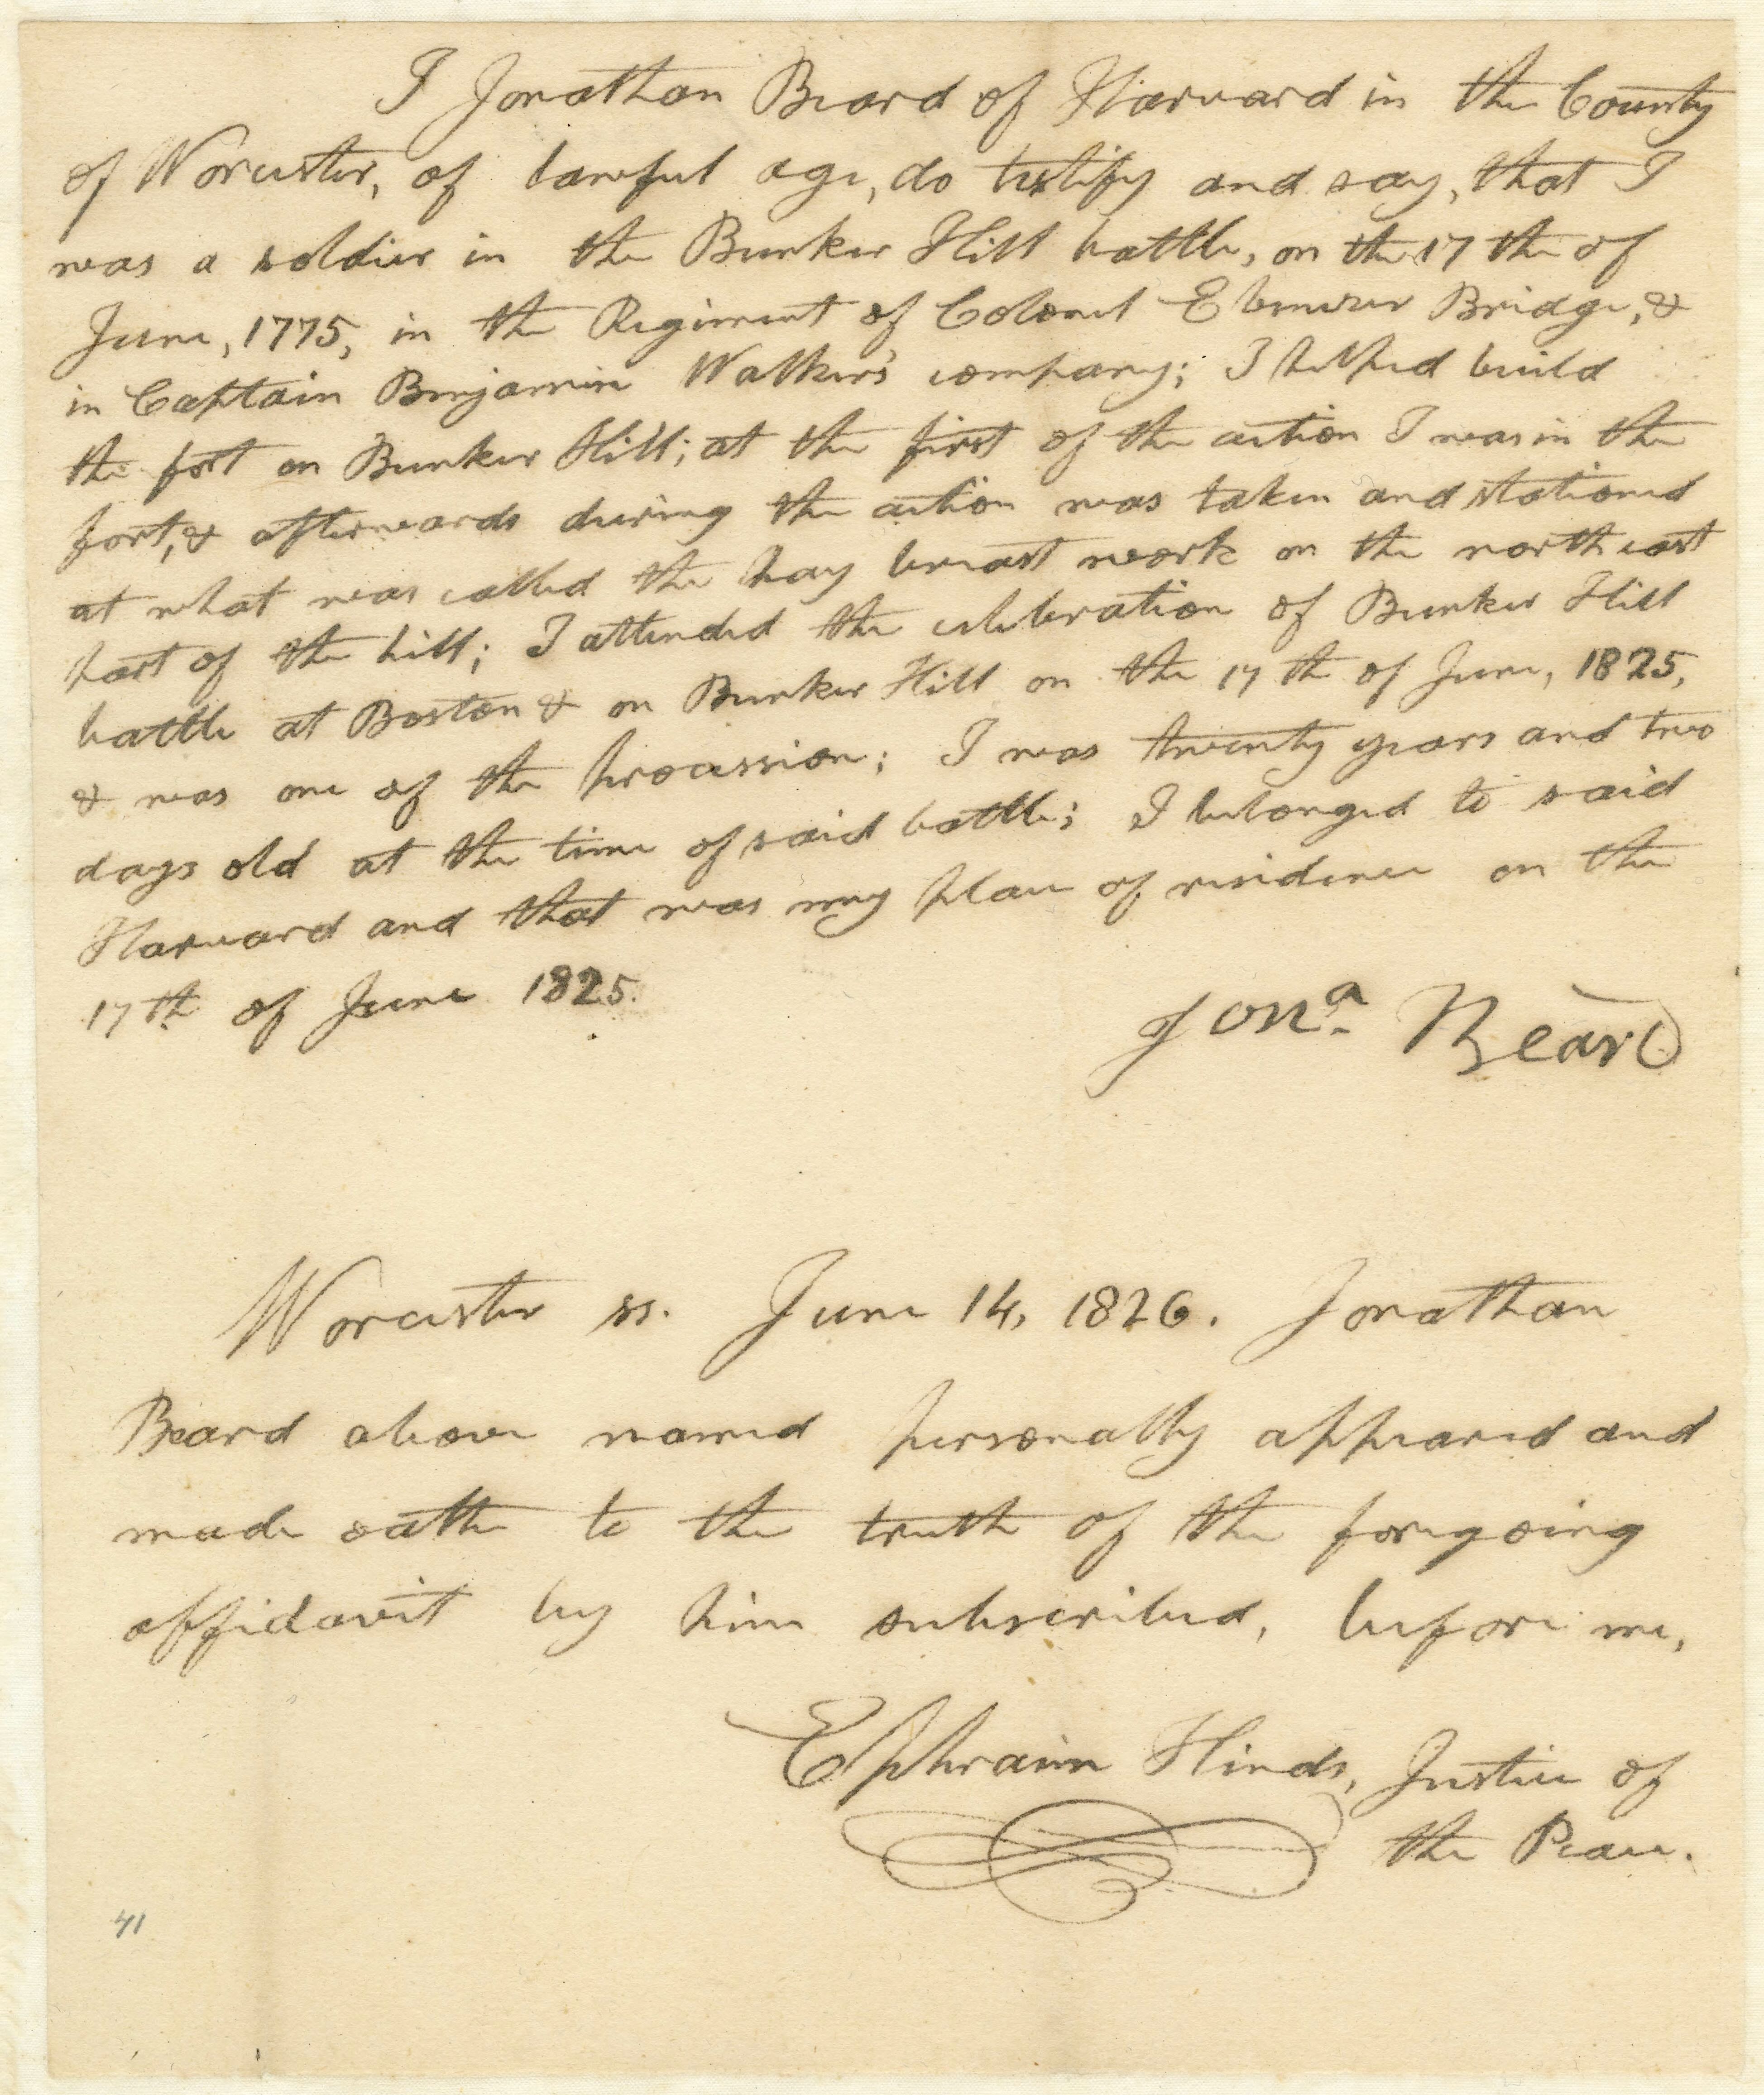 I Jonathan Beard of Harvard in the County
of Worcester, of lawful age, do testify and say, that I
was a soldier in the Bunker Hill battle, on the 17 th of
June, 1775, in the Regiment of Colonel Ebenezer Bridge, &
in Captain Benjamin Walker's company; I helped build
the fort on Bunker Hill; at the first of the action I was in the
fort, & afterwards during the action was taken and stationed
at what was called the hay breast work on the north east
part of the hill; I attended the celebration of Bunker Hill
battle at Boston & on Bunker Hill on the 17 th of June, 1825,
& was one of the procession; I was twenty years and two
days old at the time of said battle; I belonged to said
Harvard and that was my place of residence on the
17th of June 1825.
Jonª Beard
Worcester ss. June 14, 1826. Jonathan
Beard above named personally appeared and
made oath to the truth of the foregoing
affidavit by him subscribed, before me,
Ephraim Hinds, Justice of
the Peace.
41